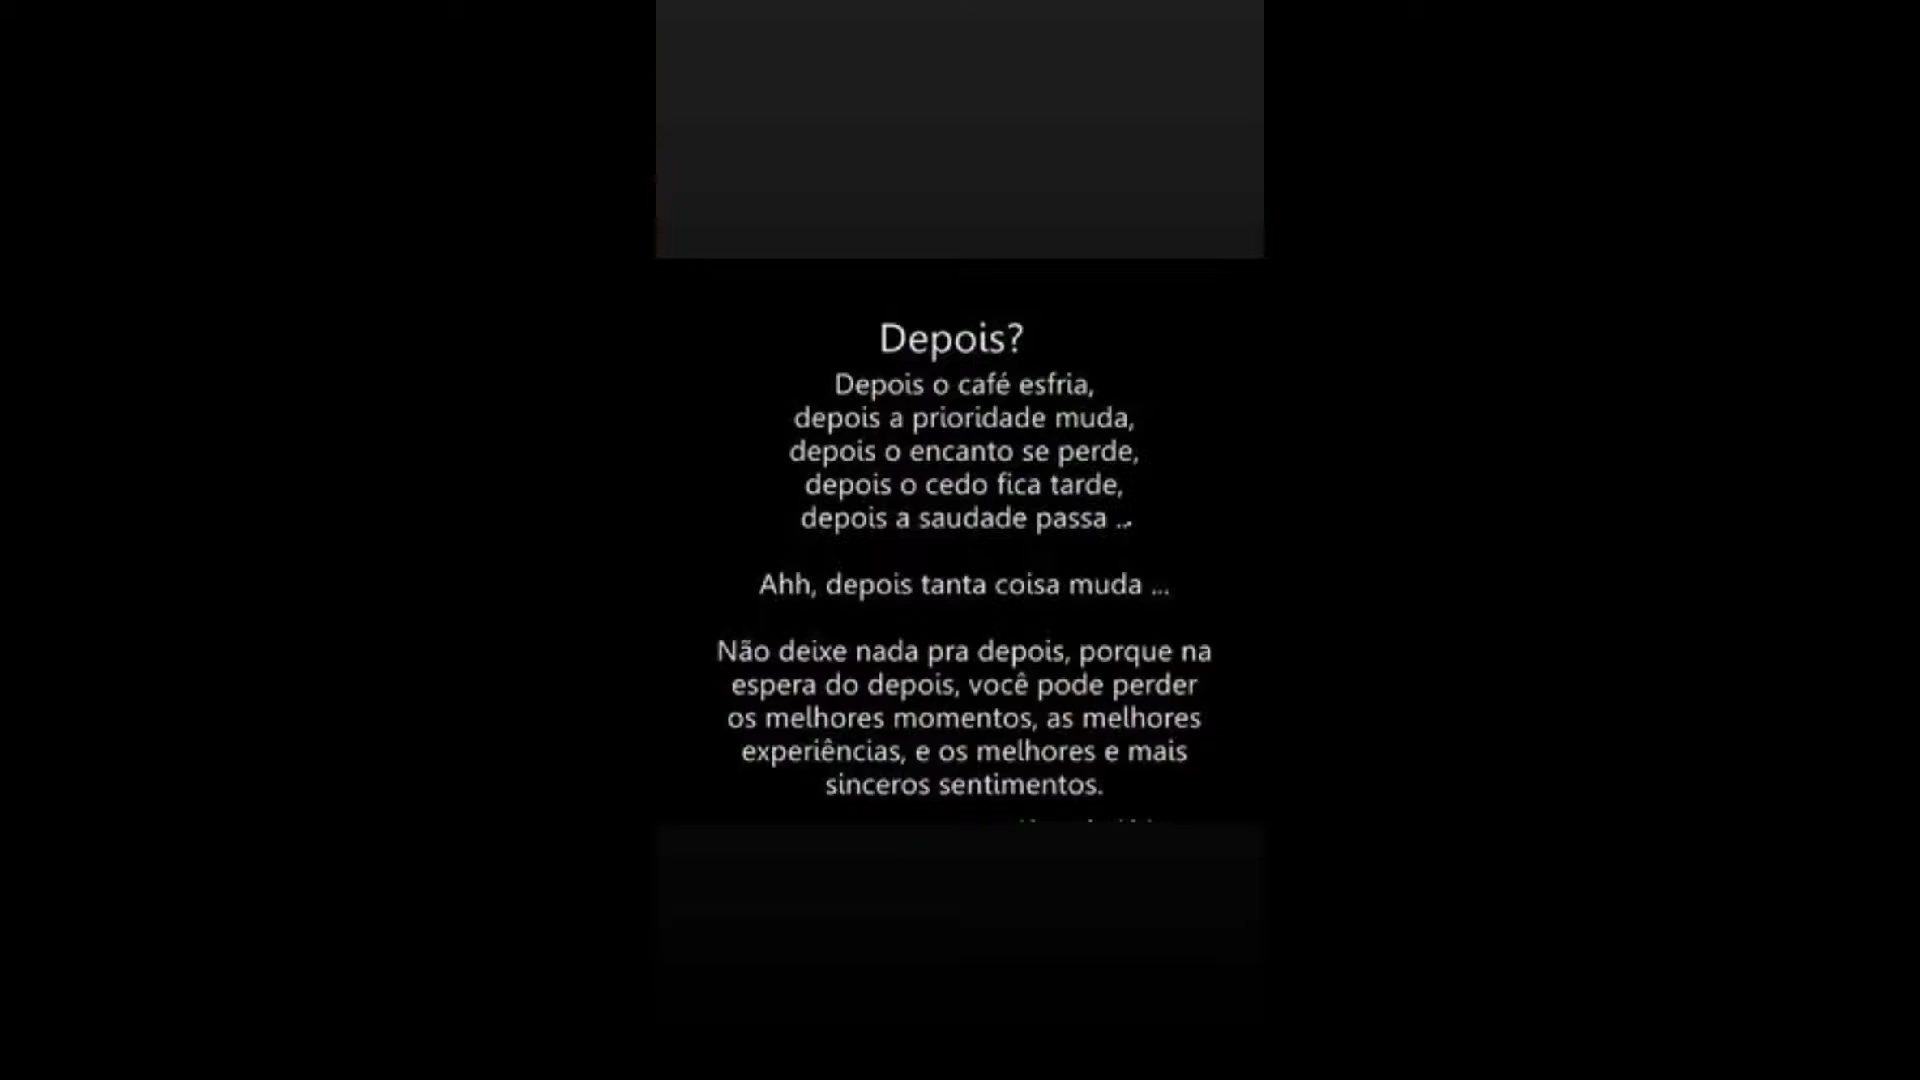 Depois?
Depois o café esfria,
depois a prioridade muda,
depois o encanto se perde,
depois o cedo fica tarde,
depois a saudade passa ...
Ahh, depois tanta coisa muda ...
Não deixe nada pra depois, porque na
espera do depois, você pode perder
os melhores momentos, as melhores
experiências, e os melhores e mais
sinceros sentimentos.